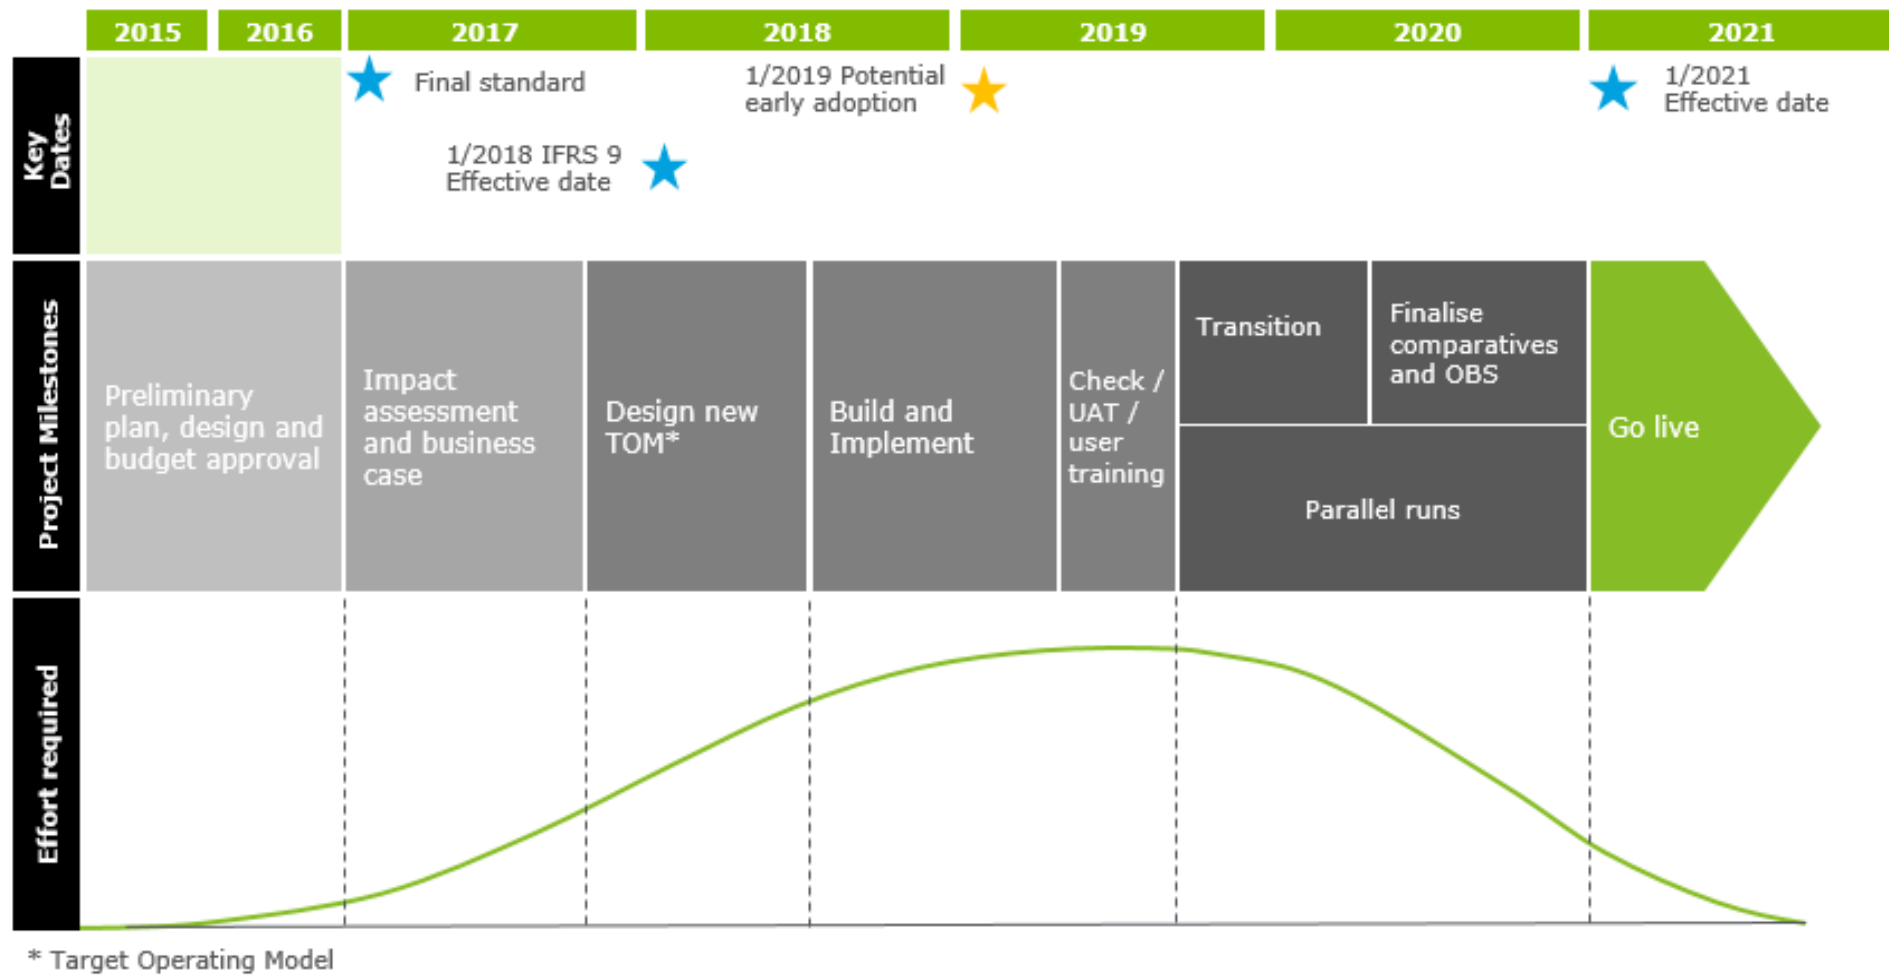 2015 2016 2017 2018 2019 2020 2021
Key
Dates
Final standard
1/2018 IFRS 9
Effective date
1/2019 Potential
early adoption
1/2021
Effective date
Project Milestones
Preliminary
plan, design and
budget approval
Impact
assessment
and business
case
Design new
TOM*
Build and
Implement
Check /
UAT /
user
training
Transition
Finalise
comparatives
and OBS
Parallel runs
Go live
Effort required
* Target Operating Model